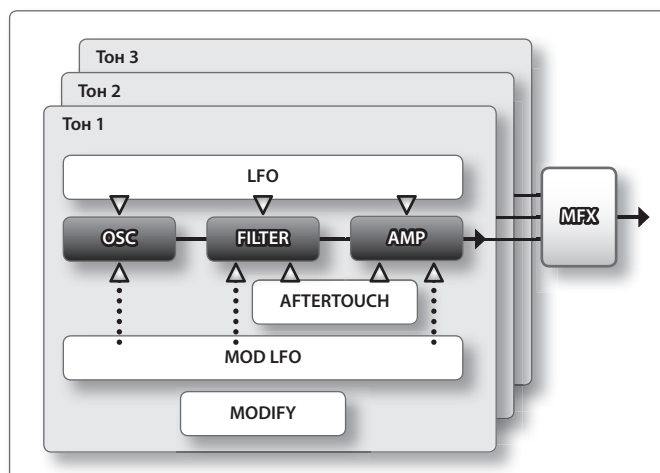 Тон 3
Тон 2
Тон 1
LFO
OSC
FILTER
AMP
MFX
AFTERTOUCH
MOD LFO
MODIFY